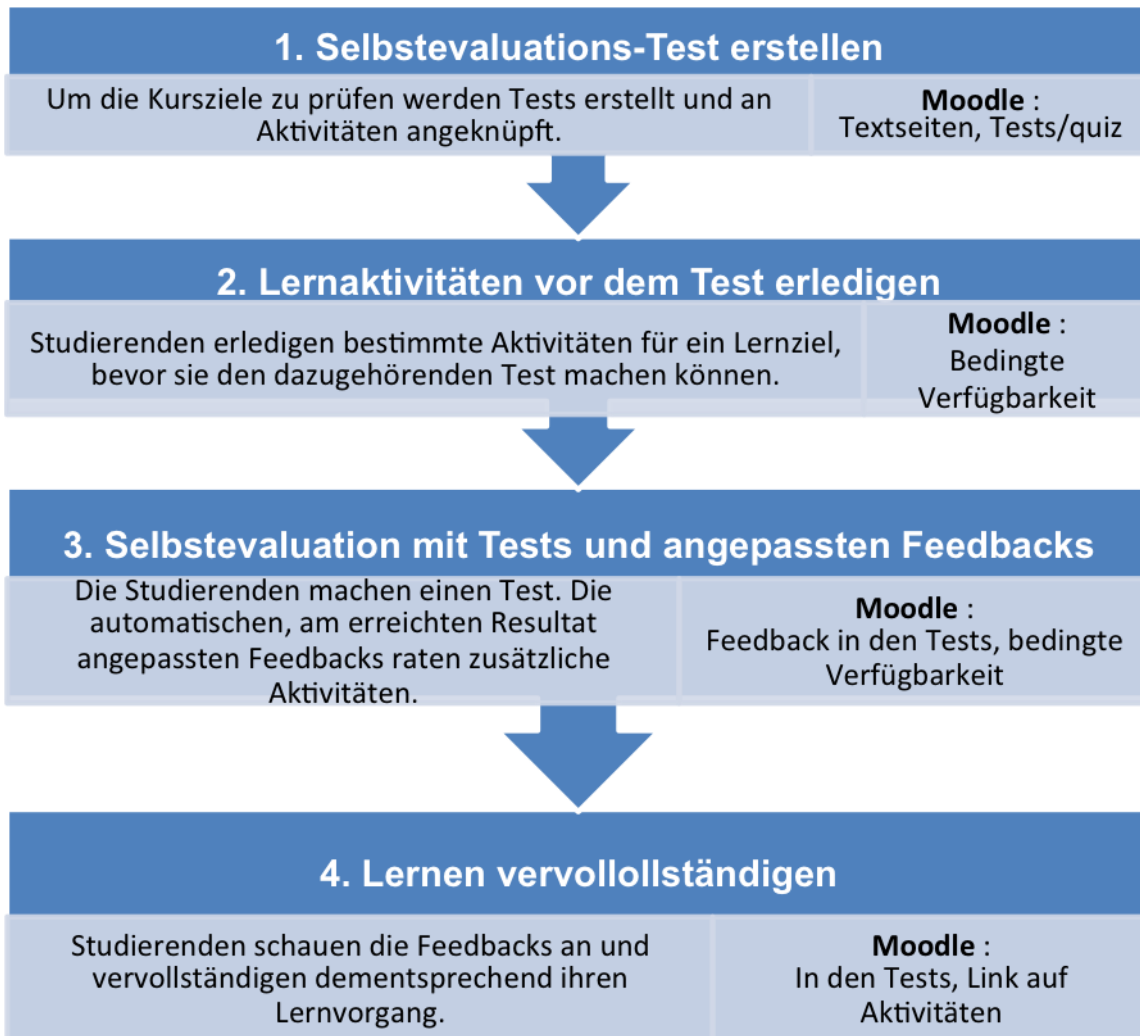 1. Selbstevaluations-Test erstellen
Um die Kursziele zu prüfen werden Tests erstellt und an
Aktivitäten angeknüpft.
Moodle :
Textseiten, Tests/quiz
2. Lernaktivitäten vor dem Test erledigen
Studierenden erledigen bestimmte Aktivitäten für ein Lernziel,
bevor sie den dazugehörenden Test machen können.
Moodle :
Bedingte
Verfügbarkeit
3. Selbstevaluation mit Tests und angepassten Feedbacks
Die Studierenden machen einen Test. Die
automatischen, am erreichten Resultat
angepassten Feedbacks raten zusätzliche
Aktivitäten.
Moodle :
Feedback in den Tests, bedingte
Verfügbarkeit
4. Lernen vervollollständigen
Studierenden schauen die Feedbacks an und
vervollständigen dementsprechend ihren
Lernvorgang.
Moodle :
In den Tests, Link auf
Aktivitäten